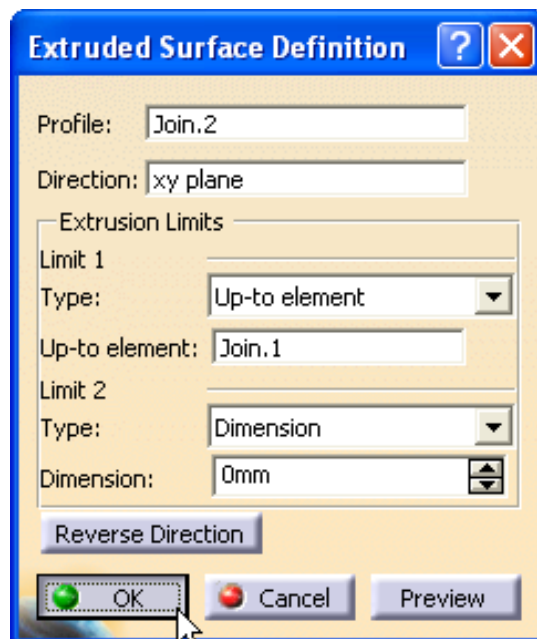 Extruded Surface Definition ?
Profile: Join.2
Direction: xy plane
Extrusion Limits
Limit 1
Type: Up-to element
Up-to element: Join.1
Limit 2
Type: Dimension
Dimension: 0mm
Reverse Direction
OK Cancel Preview